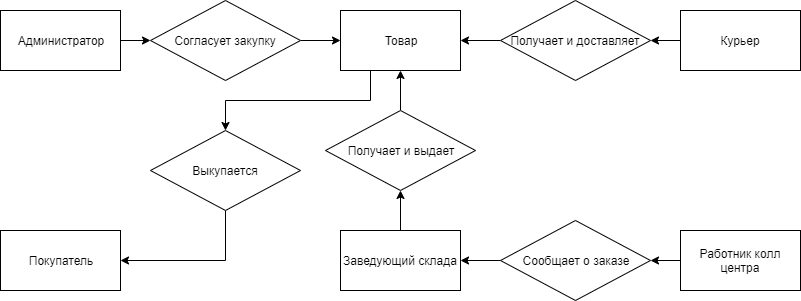 Администратор
Согласует закупку
Товар
Получает и доставляет
Курьер
Получает и выдает
Выкупается
Покупатель
Заведующий склада
Сообщает о заказе
Работник колл
центра